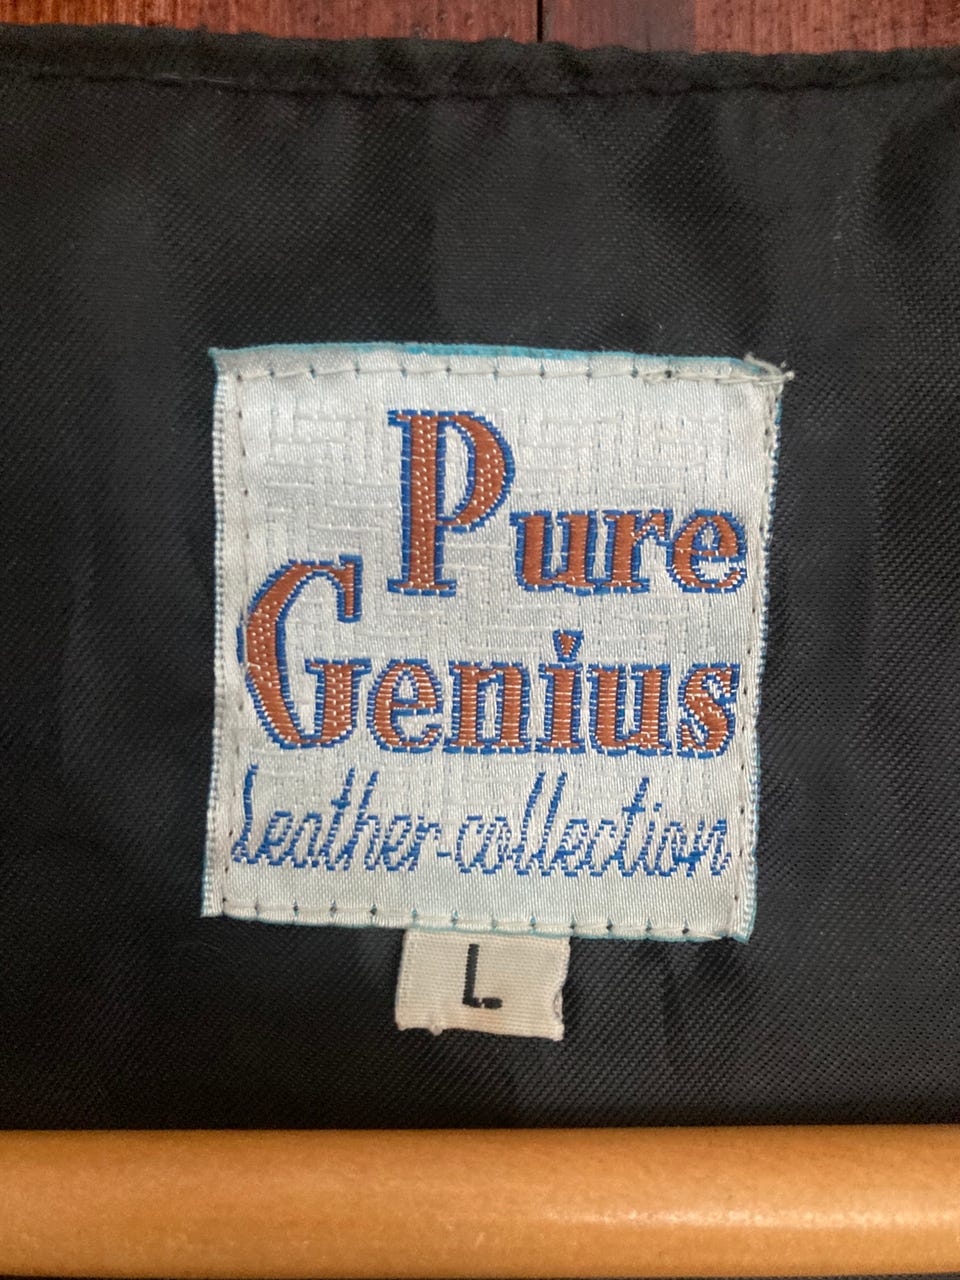 Pure
Genius
Leather-collection
L